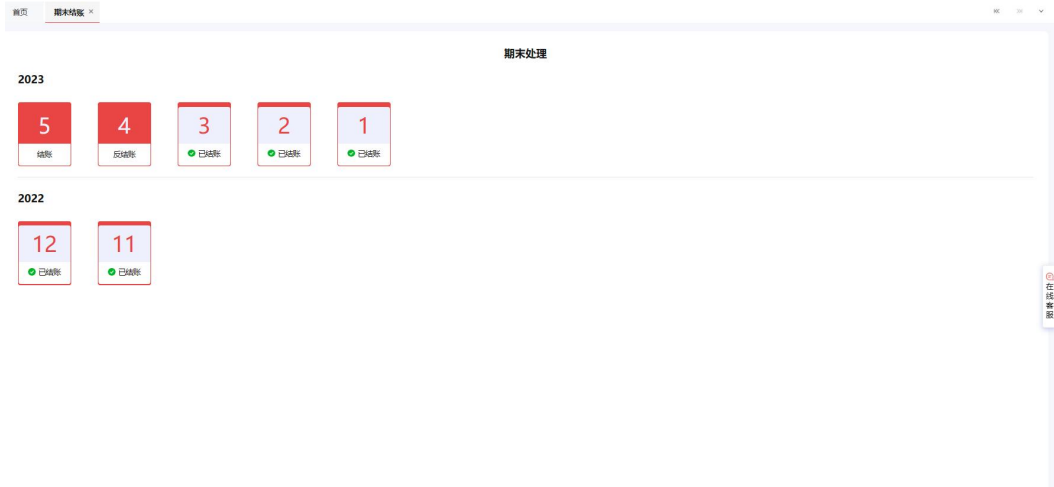 首页 期末结账 ×
期末处理
2023
5 4 3 2 1
结账 反结账 已结账 已结账 已结账
2022
12 11
已结账 已结账
在线客服